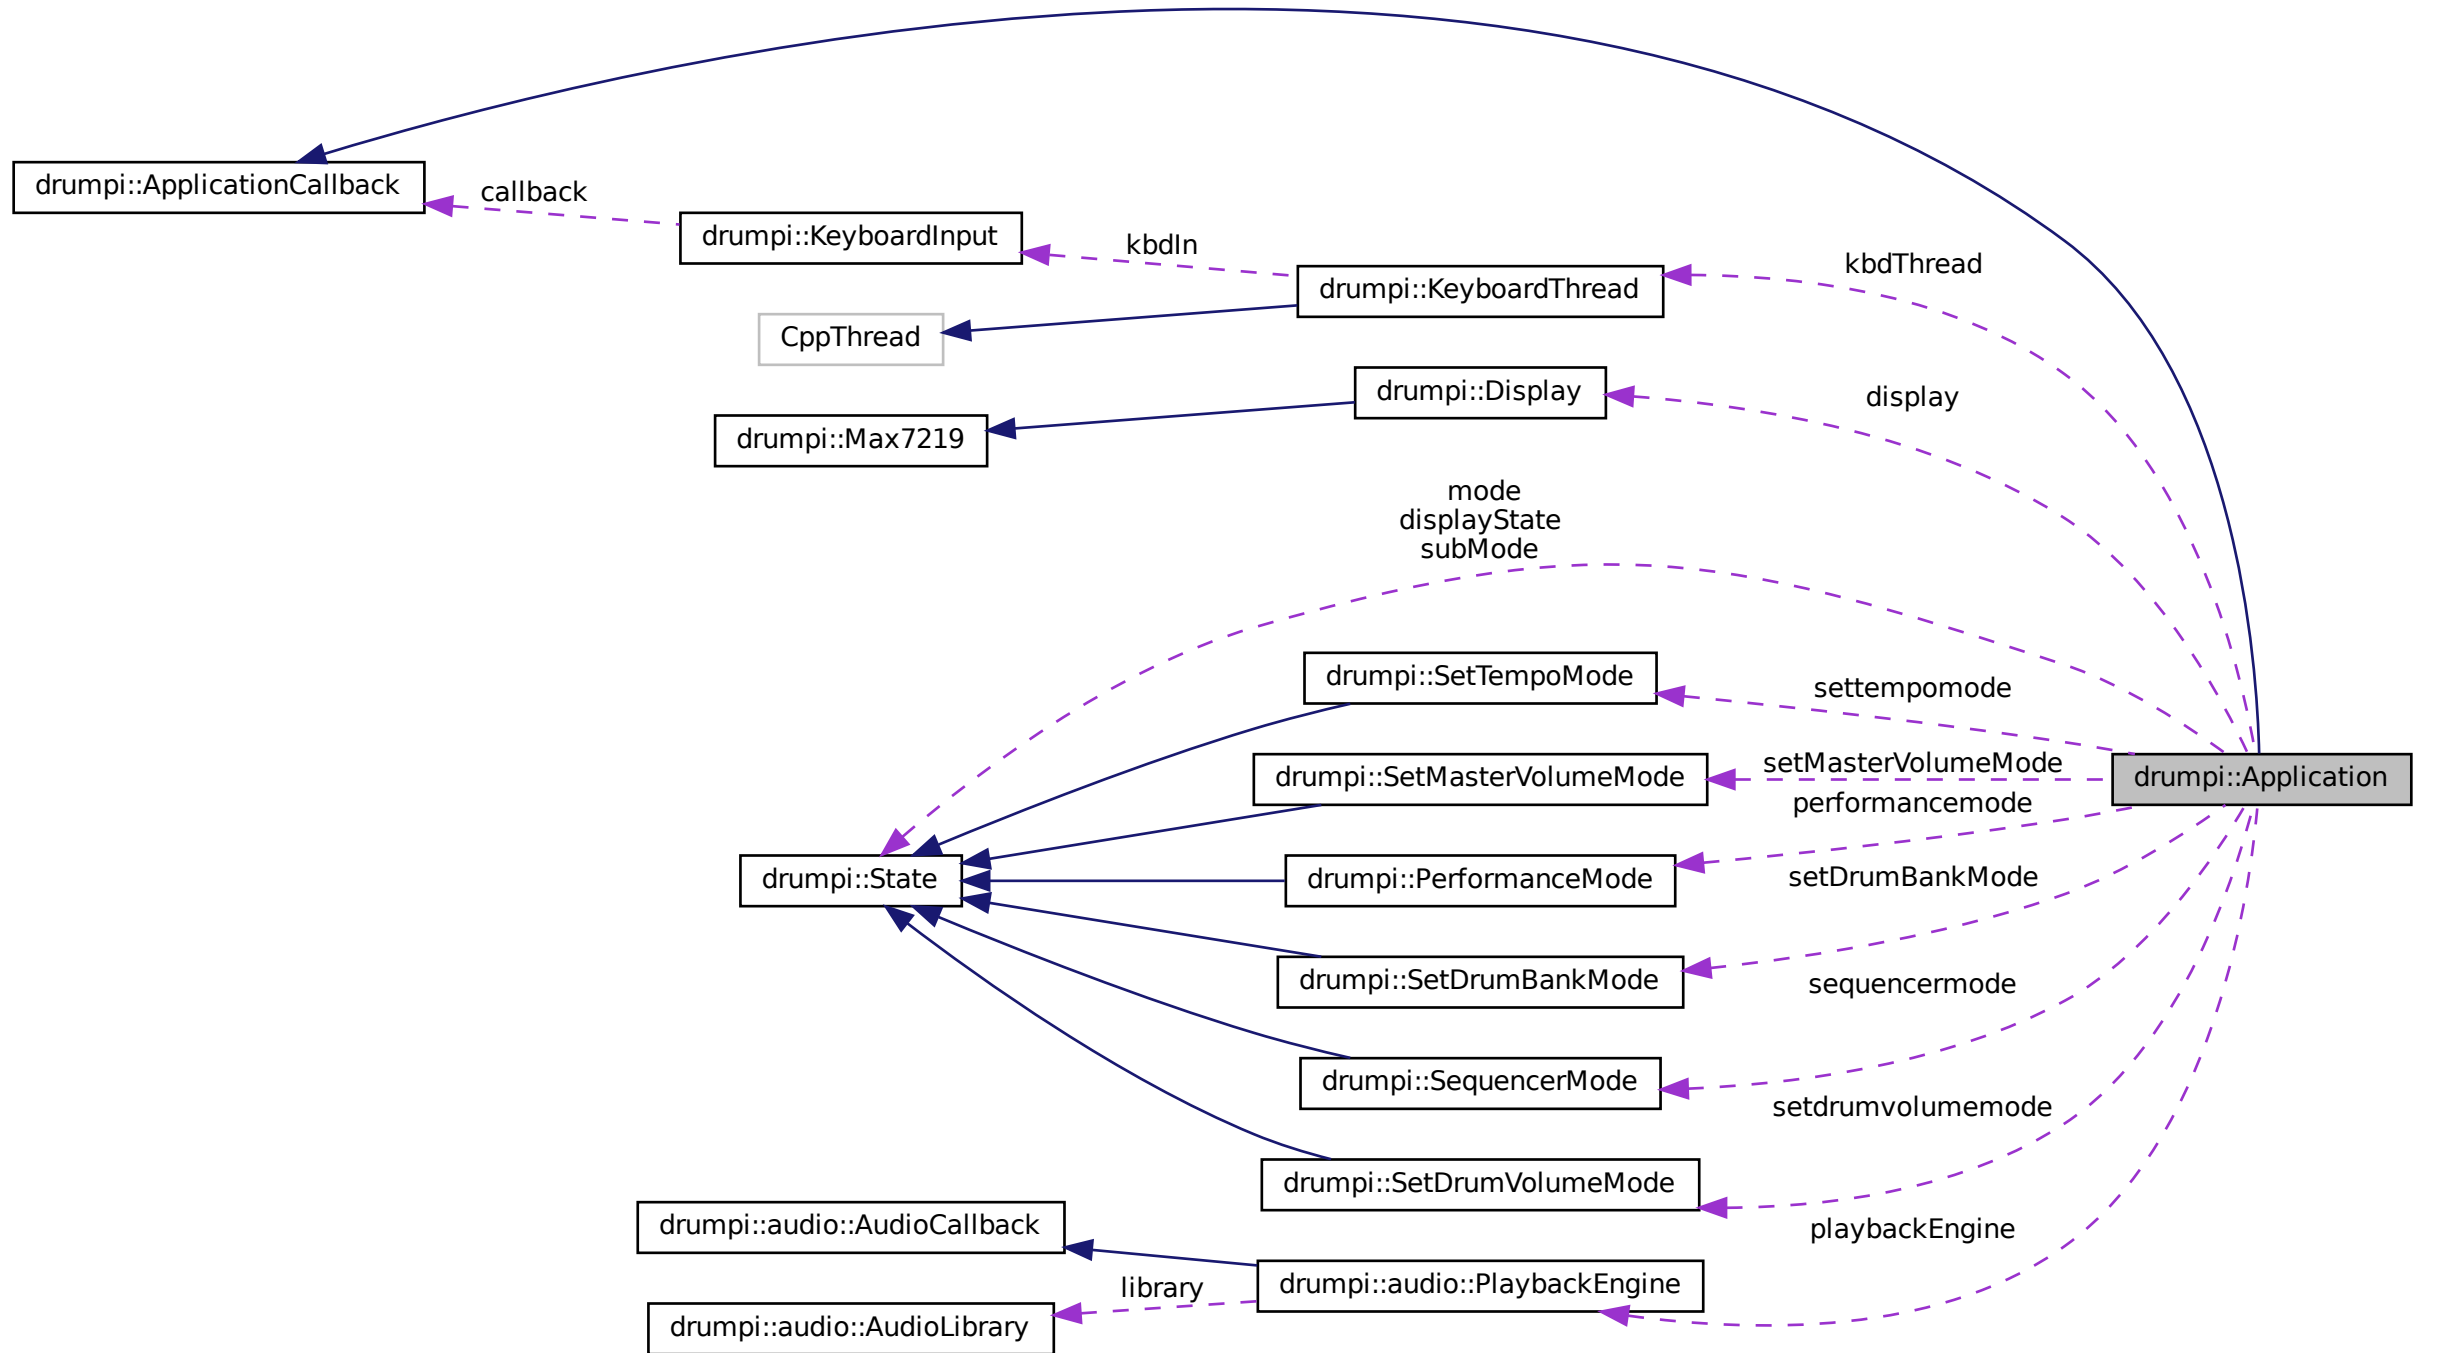 drumpi::ApplicationCallback
callback
drumpi::KeyboardInput
kbdIn
kbdThread
drumpi::KeyboardThread
CppThread
drumpi::Display
display
drumpi::Max7219
mode
displayState
subMode
drumpi::SetTempoMode
settempomode
drumpi::SetMasterVolumeMode
setMasterVolumeMode
drumpi::Application
performancemode
drumpi::State
drumpi::PerformanceMode
setDrumBankMode
drumpi::SetDrumBankMode
sequencermode
drumpi::SequencerMode
setdrumvolumemode
drumpi::SetDrumVolumeMode
drumpi::audio::AudioCallback
playbackEngine
library
drumpi::audio::PlaybackEngine
drumpi::audio::AudioLibrary